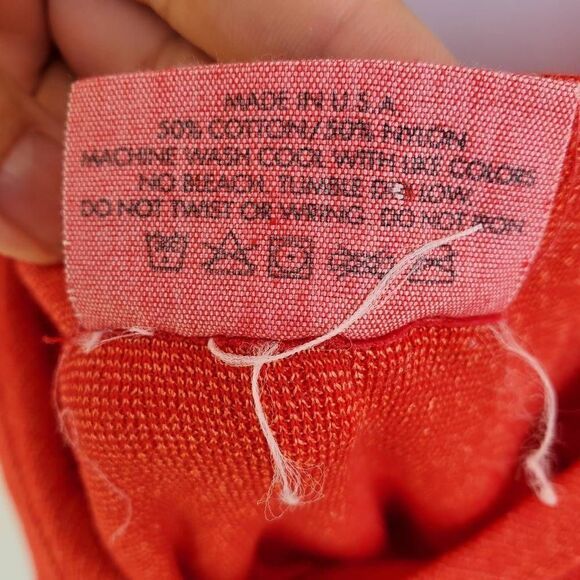 MADE IN U.S.A.
50% COTTON/50% NYLON
MACHINE WASH COOL WITH LIKE COLORS
NO BLEACH, TUMBLE DRY LOW.
DO NOT TWIST OR WRING. DO NOT IRON